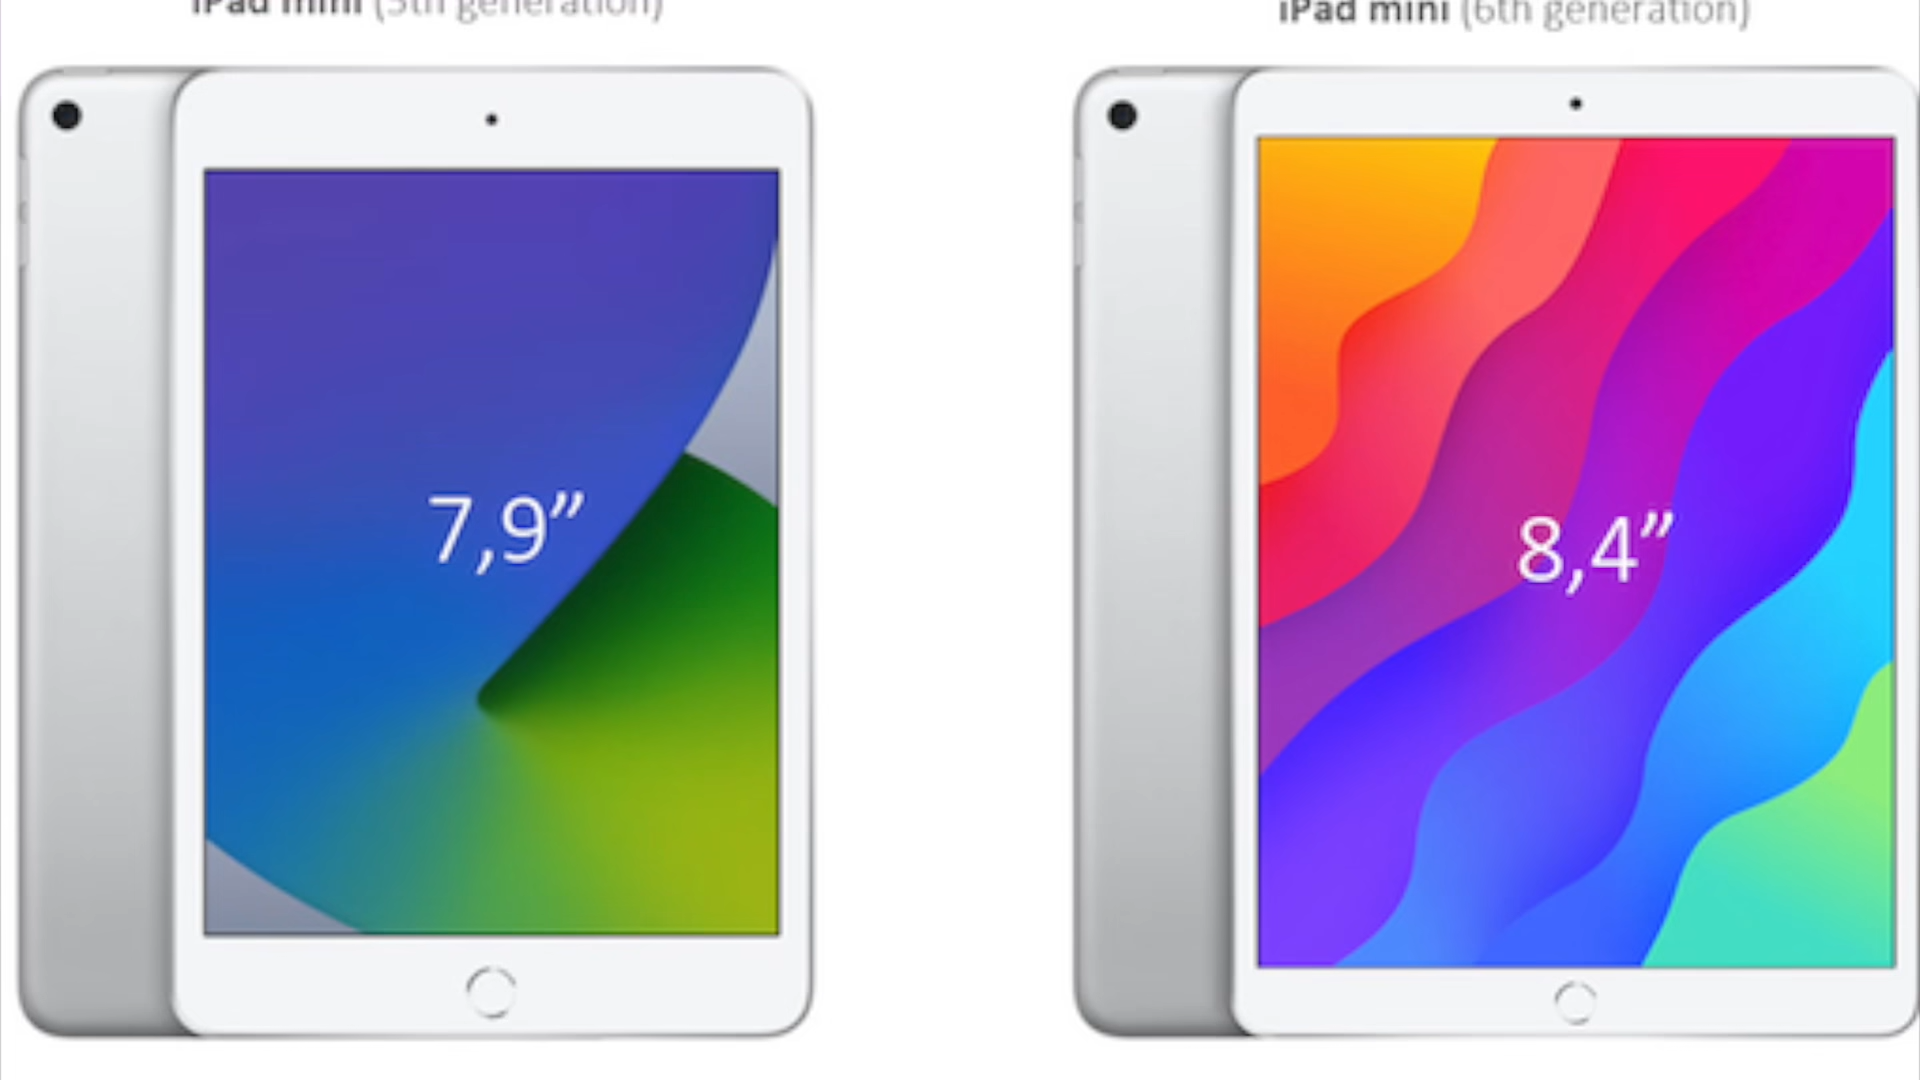 iPad mini (5th generation)
iPad mini (6th generation)
7,9”
8,4”